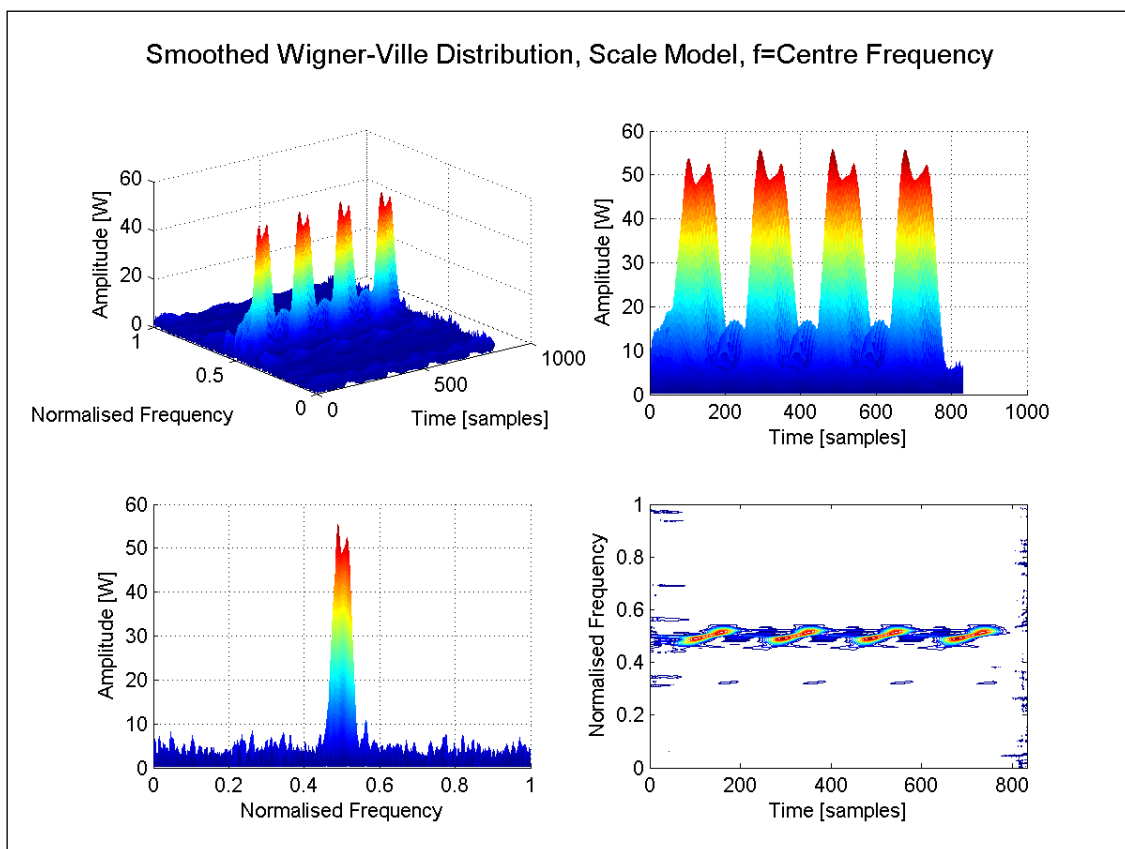 Smoothed Wigner-Ville Distribution, Scale Model, f=Centre Frequency
60
40
20
0
Amplitude [W]
1
0.5
0
Normalised Frequency
0
500
1000
Time [samples]
60
50
40
30
20
10
0
Amplitude [W]
0 200 400 600 800 1000
Time [samples]
60
50
40
30
20
10
0
Amplitude [W]
0 0.2 0.4 0.6 0.8 1
Normalised Frequency
1
0.8
0.6
0.4
0.2
0
Normalised Frequency
0 200 400 600 800
Time [samples]